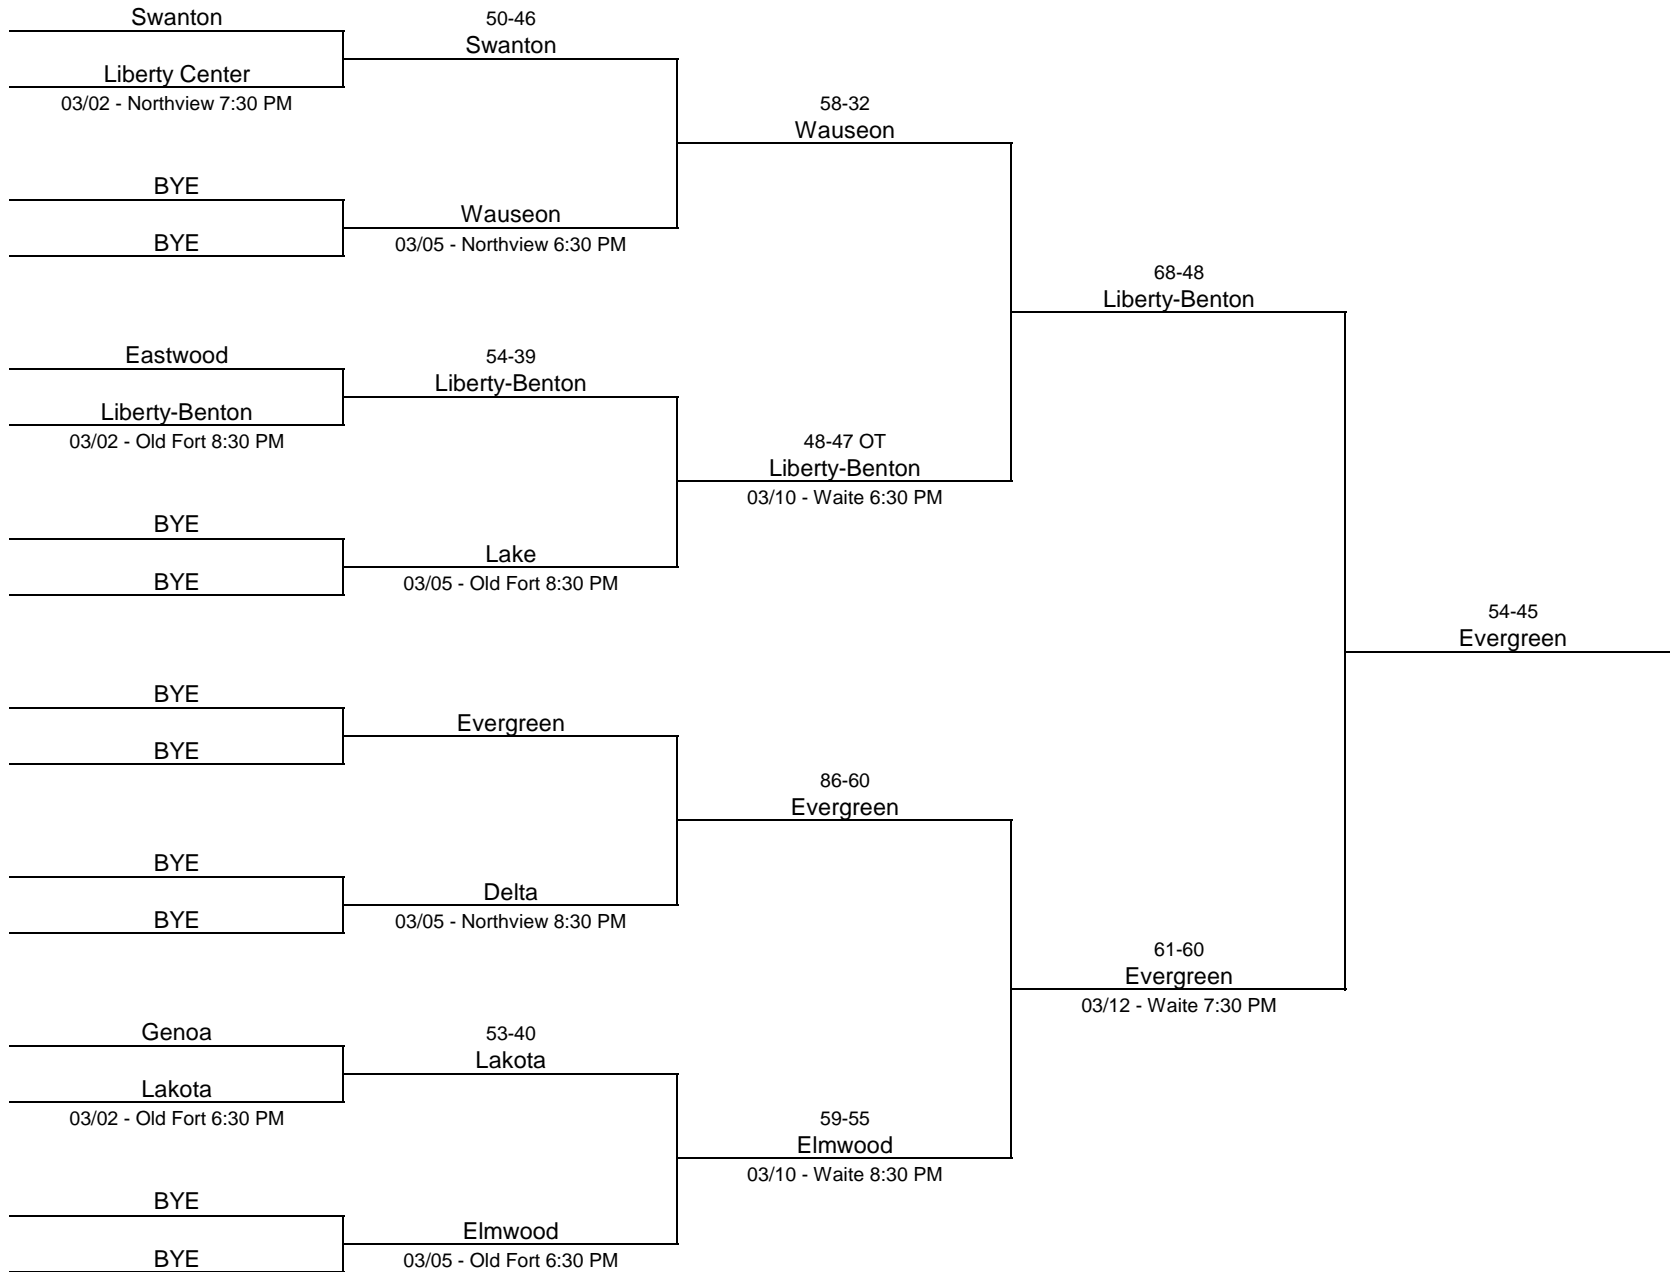 Swanton
Liberty Center
03/02 - Northview 7:30 PM
BYE
BYE
Eastwood
Liberty-Benton
03/02 - Old Fort 8:30 PM
BYE
BYE
BYE
BYE
BYE
BYE
Genoa
Lakota
03/02 - Old Fort 6:30 PM
BYE
BYE
50-46
Swanton
Wauseon
03/05 - Northview 6:30 PM
54-39
Liberty-Benton
Lake
03/05 - Old Fort 8:30 PM
Evergreen
Delta
03/05 - Northview 8:30 PM
53-40
Lakota
Elmwood
03/05 - Old Fort 6:30 PM
58-32
Wauseon
48-47 OT
Liberty-Benton
03/10 - Waite 6:30 PM
86-60
Evergreen
59-55
Elmwood
03/10 - Waite 8:30 PM
68-48
Liberty-Benton
61-60
Evergreen
03/12 - Waite 7:30 PM
54-45
Evergreen